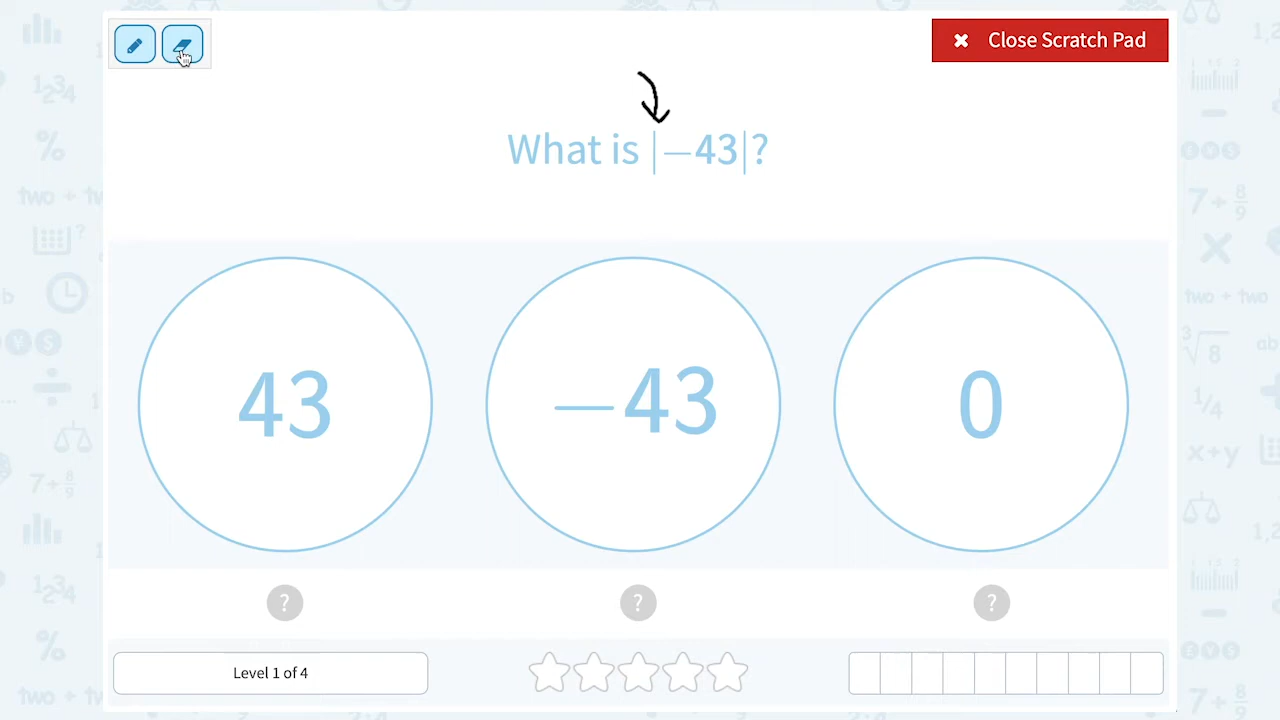 Close Scratch Pad
What is |−43|?
43
−43
0
? ? ?
Level 1 of 4